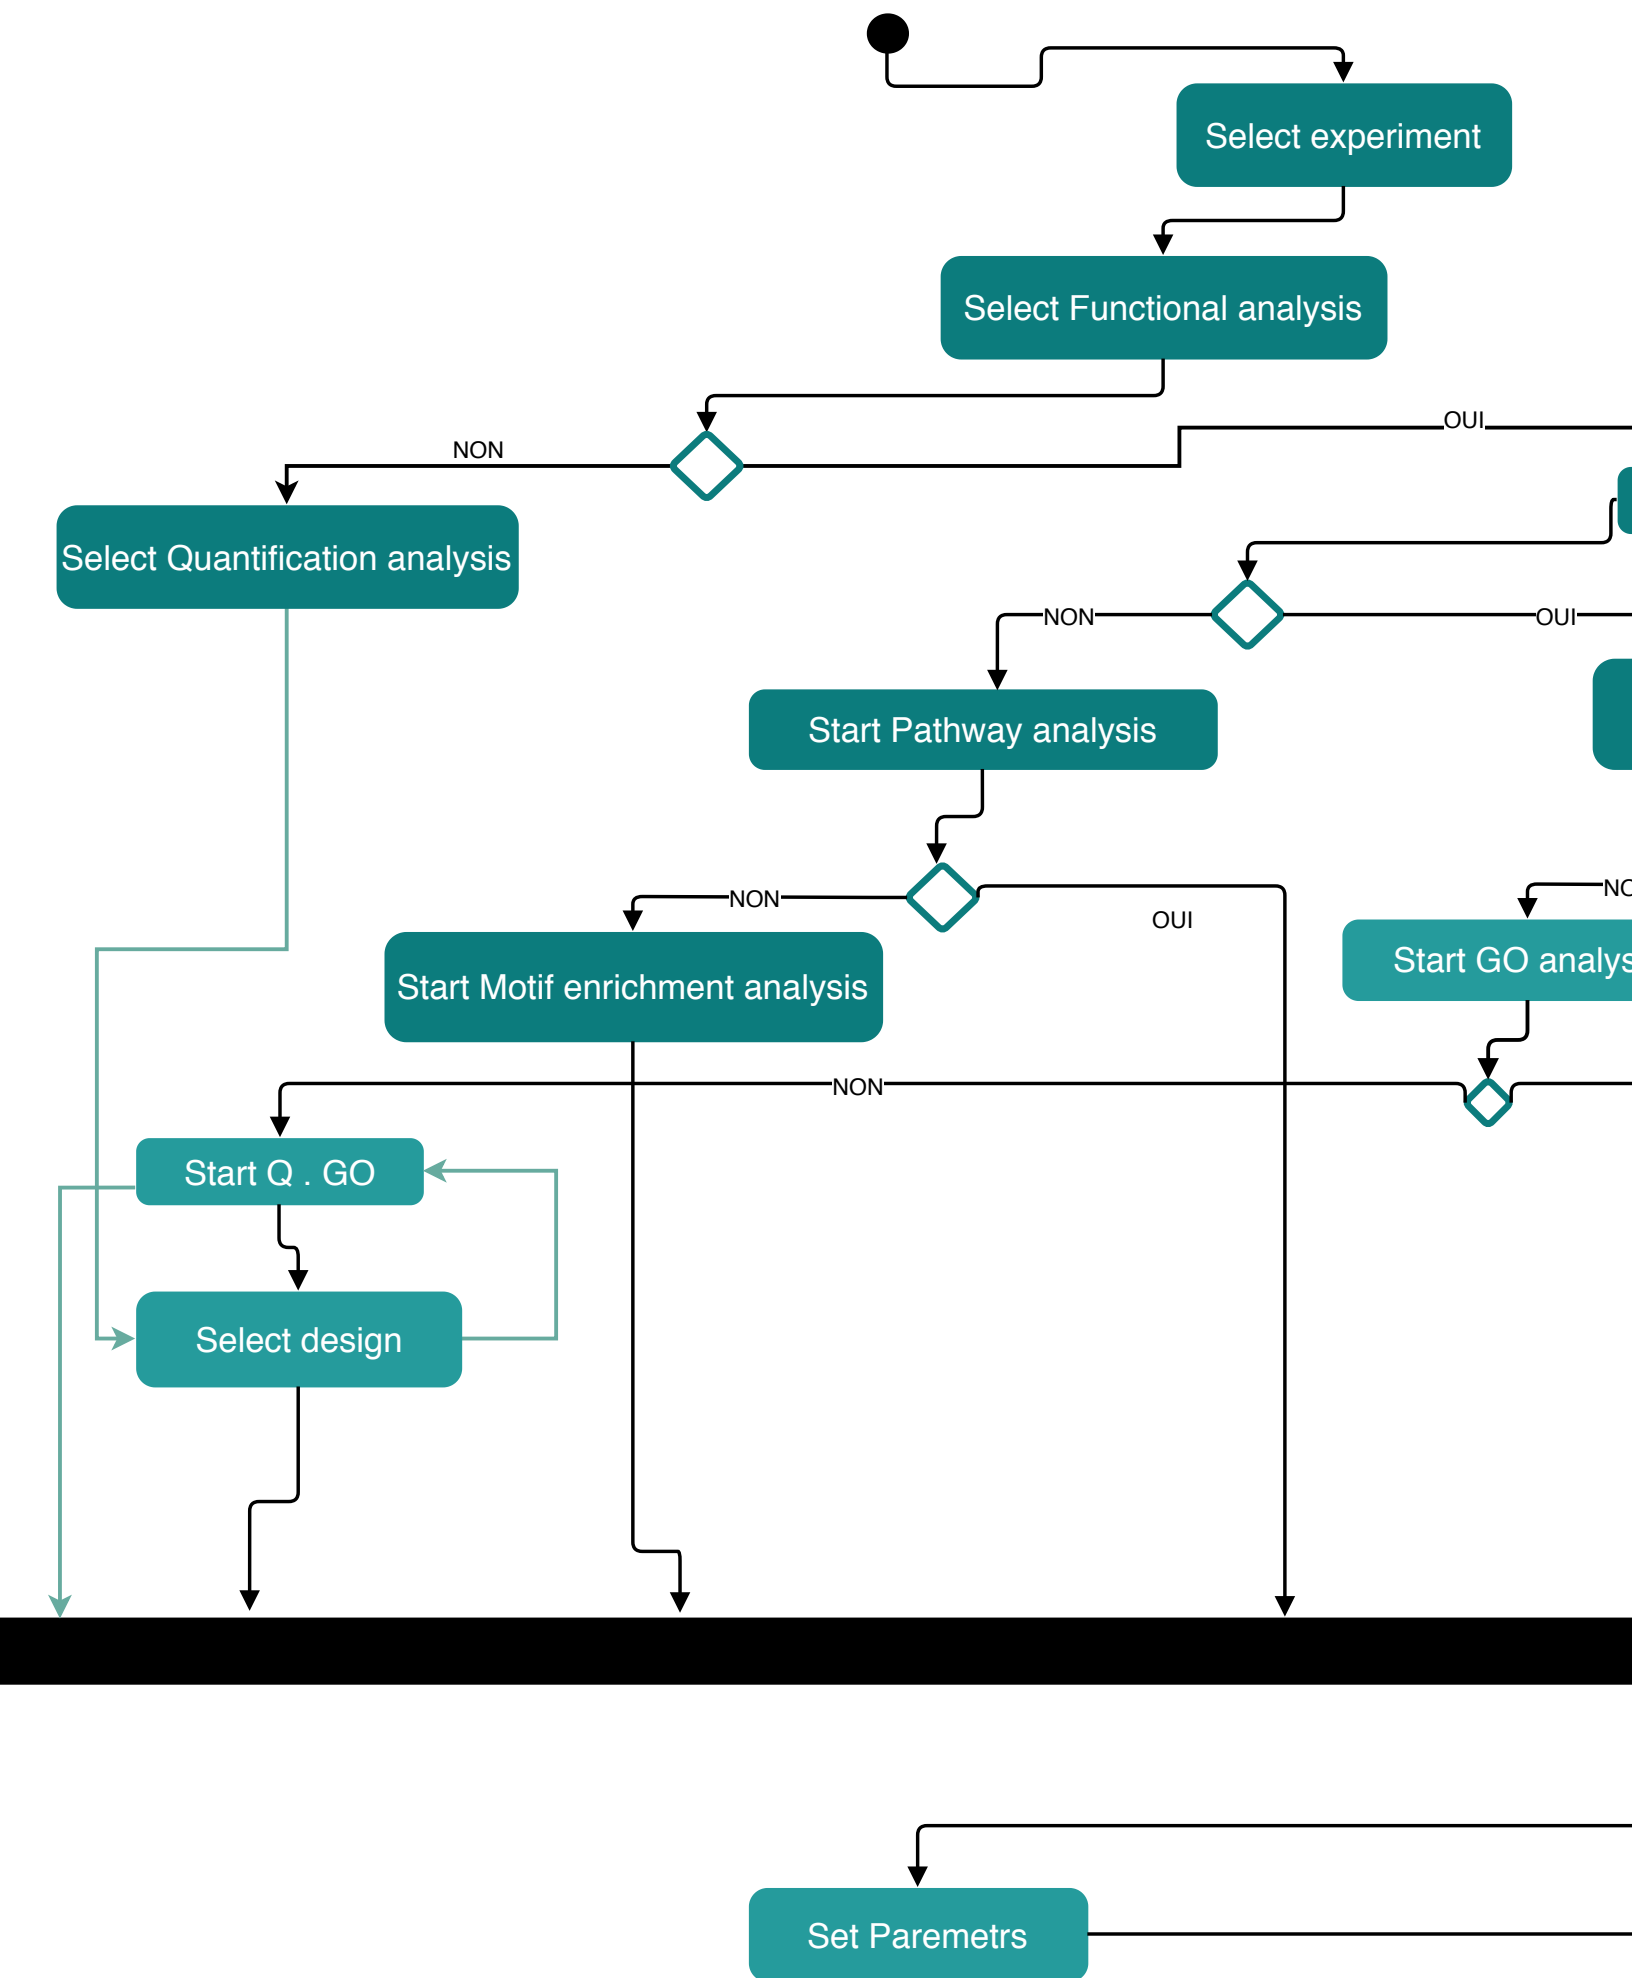 Select experiment
Select Functional analysis
OUI
NON
Select Quantification analysis
NON
OUI
Start Pathway analysis
NON
OUI
NO
Start Motif enrichment analysis
Start GO analys
NON
Start Q . GO
Select design
Set Paremetrs